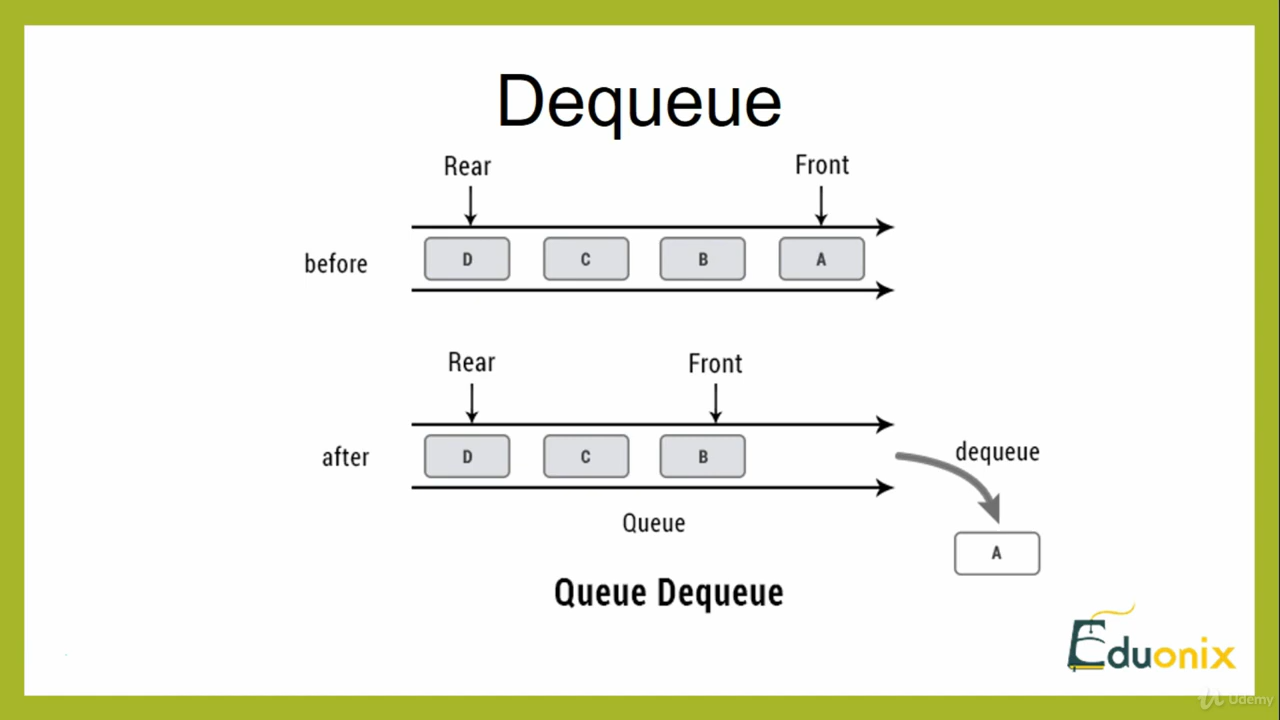 Dequeue
Rear Front
before D C B A
Rear Front
after D C B
dequeue
Queue
A
Queue Dequeue
Eduonix
Udemy